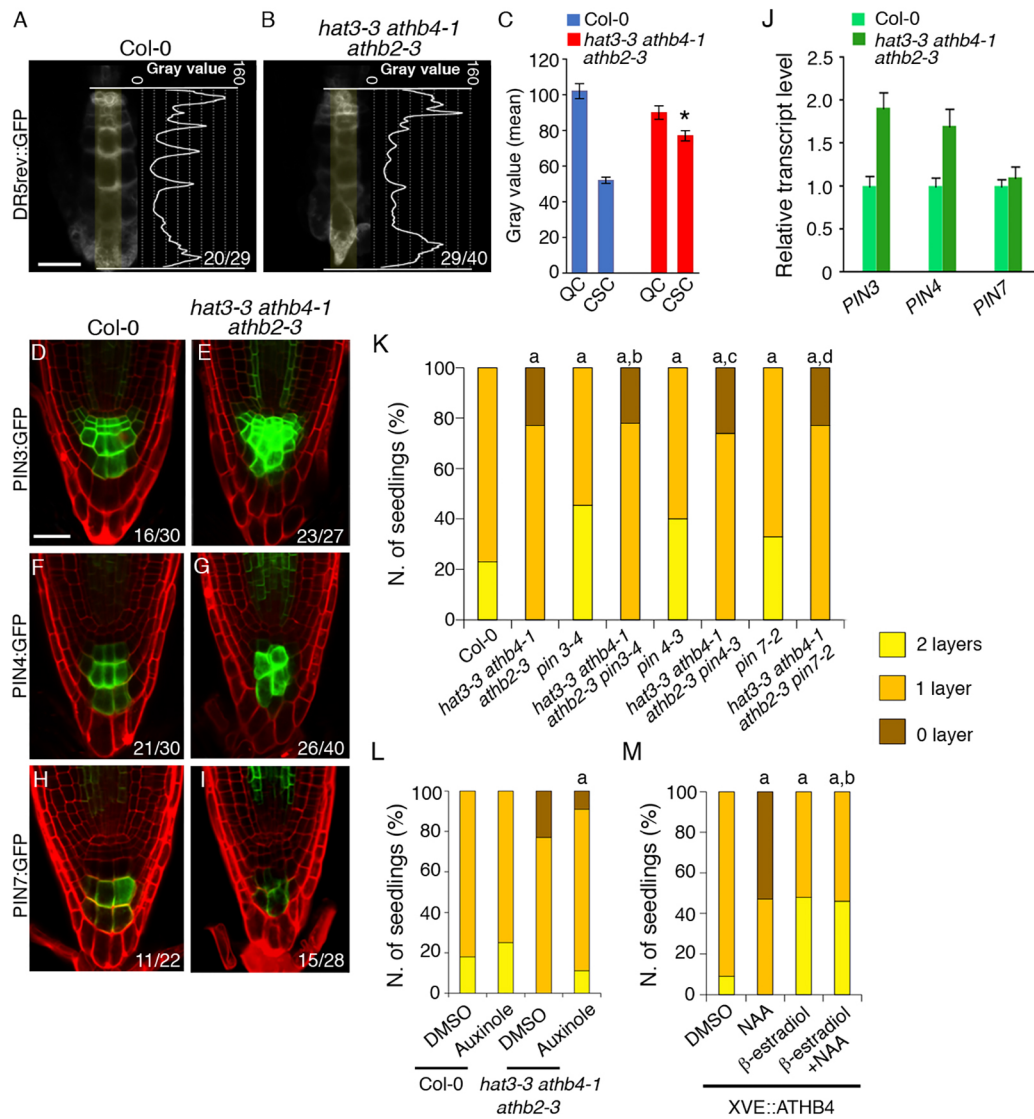 A
Col-0
Gray value
0
160
DR5rev::GFP
20/29
B
hat3-3 athb4-1
athb2-3
Gray value
0
160
29/40
C
Col-0
hat3-3 athb4-1
athb2-3
Gray value (mean)
120
100
80
60
40
20
0
*
QC
CSC
QC
CSC
J
Col-0
hat3-3 athb4-1
athb2-3
Relative transcript level
2.5
2.0
1.5
1.0
0.5
0
PIN3
PIN4
PIN7
Col-0
hat3-3 athb4-1
athb2-3
PIN3:GFP
D
16/30
E
23/27
PIN4:GFP
F
21/30
G
26/40
PIN7:GFP
H
11/22
I
15/28
K
N. of seedlings (%)
100
80
60
40
20
0
a
a
a,b
a
a,c
a
a,d
Col-0
hat3-3 athb4-1
athb2-3
pin 3-4
hat3-3 athb4-1
athb2-3 pin3-4
pin 4-3
hat3-3 athb4-1
athb2-3 pin4-3
pin 7-2
hat3-3 athb4-1
athb2-3 pin7-2
2 layers
1 layer
0 layer
L
N. of seedlings (%)
100
80
60
40
20
0
a
DMSO
Auxinole
DMSO
Auxinole
Col-0
hat3-3 athb4-1
athb2-3
M
N. of seedlings (%)
100
80
60
40
20
0
a
a
a,b
DMSO
NAA
β-estradiol
β-estradiol
+NAA
XVE::ATHB4